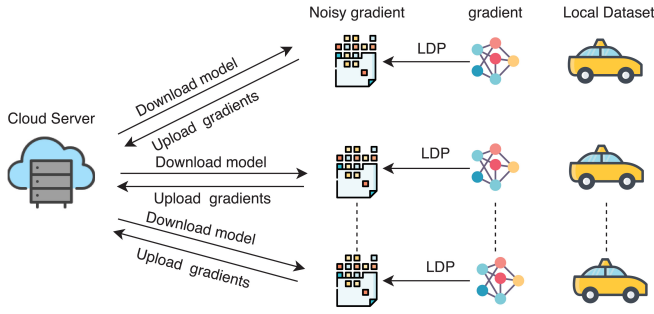 Noisy gradient
gradient
Local Dataset
LDP
Download model
Upload gradients
Cloud Server
Download model
LDP
Upload gradients
Download model
Upload gradients
LDP